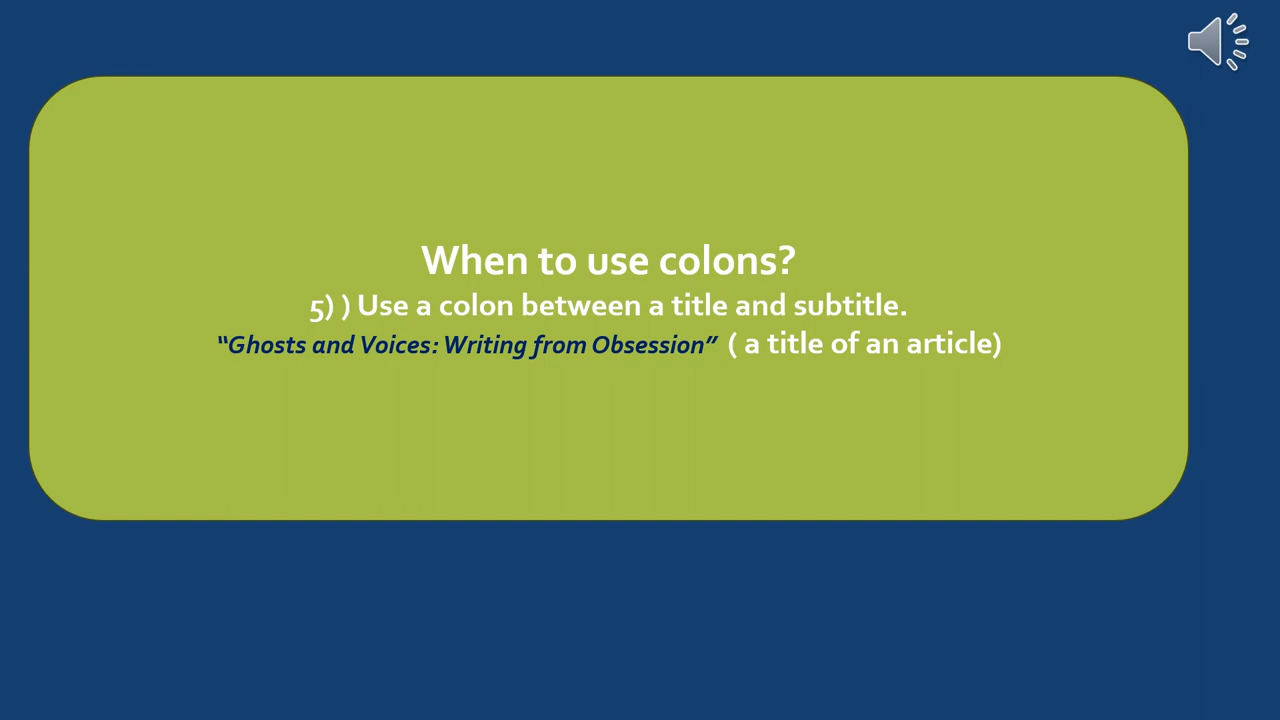 When to use colons?
5) ) Use a colon between a title and subtitle.
“Ghosts and Voices: Writing from Obsession” ( a title of an article)